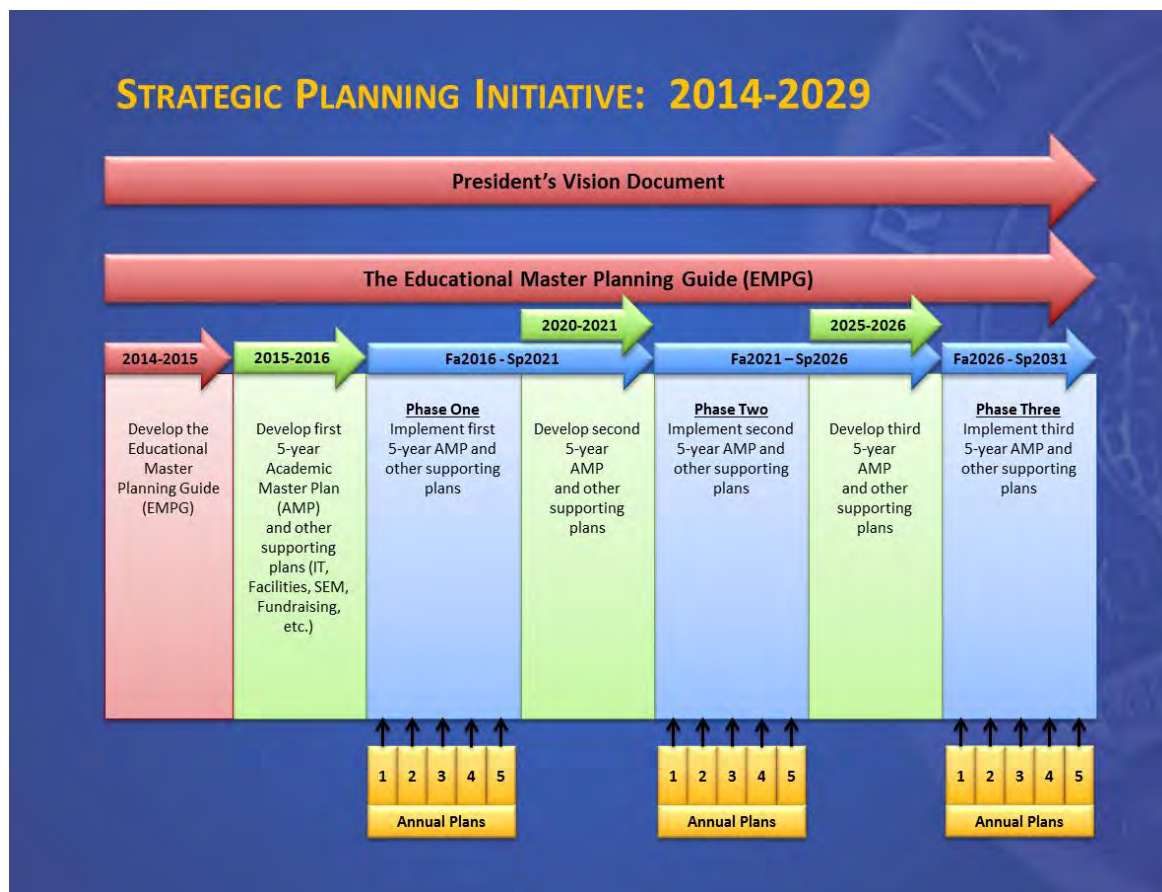 STRATEGIC PLANNING INITIATIVE: 2014-2029
President's Vision Document
The Educational Master Planning Guide (EMPG)
2020-2021
2025-2026
2014-2015
2015-2016
Fa2016 - Sp2021
Fa2021 – Sp2026
Fa2026 - Sp2031
Develop the
Educational
Master
Planning Guide
(EMPG)
Develop first
5-year
Academic
Master Plan
(AMP)
and other
supporting
plans (IT,
Facilities, SEM,
Fundraising,
etc.)
Phase One
Implement first
5-year AMP and
other supporting
plans
Develop second
5-year
AMP
and other
supporting
plans
Phase Two
Implement second
5-year AMP and
other supporting
plans
Develop third
5-year
AMP
and other
supporting
plans
Phase Three
Implement third
5-year AMP and
other supporting
plans
1 2 3 4 5
Annual Plans
1 2 3 4 5
Annual Plans
1 2 3 4 5
Annual Plans
RNIA